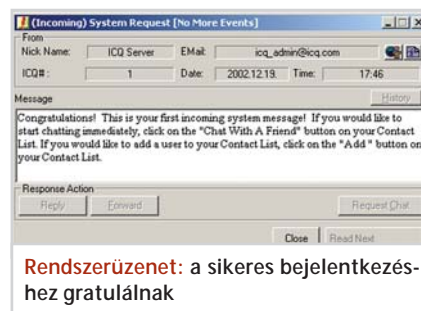 (Incoming) System Request [No More Events]
From
Nick Name: ICQ Server EMail: icq_admin@icq.com
ICQ#: 1 Date: 2002.12.19. Time: 17:46
Message History
Congratulations! This is your first incoming system message! If you would like to
start chatting immediately, click on the "Chat With A Friend" button on your Contact
List. If you would like to add a user to your Contact List, click on the "Add " button on
your Contact List.
Response Action
Reply Forward Request Chat
Close Read Next
Rendszerüzenet: a sikeres bejelentkezés-
hez gratulálnak